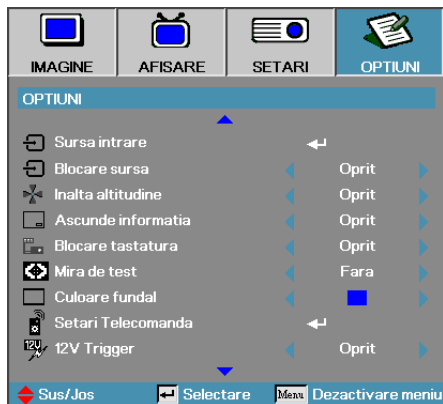 IMAGINE AFISARE SETARI OPTIUNI
OPTIUNI
Sursa intrare
Blocare sursa Oprit
Inalta altitudine Oprit
Ascunde informatia Oprit
Blocare tastatura Oprit
Mira de test Fara
Culoare fundal
Setari Telecomanda
12V 12V Trigger Oprit
Sus/Jos Selectare Menu Dezactivare meniu